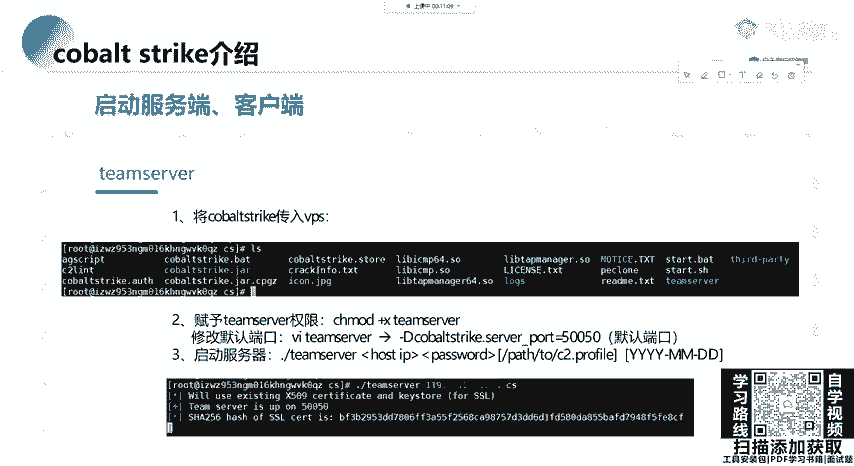 上课中 00:11:09
cobalt strike介绍
启动服务端、客户端
teamserver
1、将cobaltstrike传入vps:
[root@izwz953ngm016khngwvk0qz cs]# ls
agscript cobaltstrike.bat cobaltstrike.store libicmp64.so libtapmanager.so MOTICE.TXT start.bat third-party
c2lint cobaltstrike.jar crackInfo.txt libicmp.so LICENSE.txt peclone start.sh
cobaltstrike.auth cobaltstrike.jar.cpgz icon.jpg libtapmanager64.so logs readme.txt teamserver
[root@izwz953ngm016khngwvk0qz cs]#
2、赋予teamserver权限：chmod +x teamserver
修改默认端口：vi teamserver → -Dcobaltstrike.server_port=50050（默认端口）
3、启动服务器：./teamserver <host ip> <password> [/path/to/c2.profile] [YYYY-MM-DD]
[root@izwz953ngm016khngwvk0qz cs]# ./teamserver 119. cs
[*] Will use existing X509 certificate and keystore (for SSL)
[+] Team server is up on 50050
[*] SHA256 hash of SSL cert is: bf3b2953dd7806ff3a55f2568ca98757d3dd6d1fd580da855bafd7948f5fe8cf
学习路线
自学视频
扫描添加获取
工具安装包|PDF学习书籍|面试题